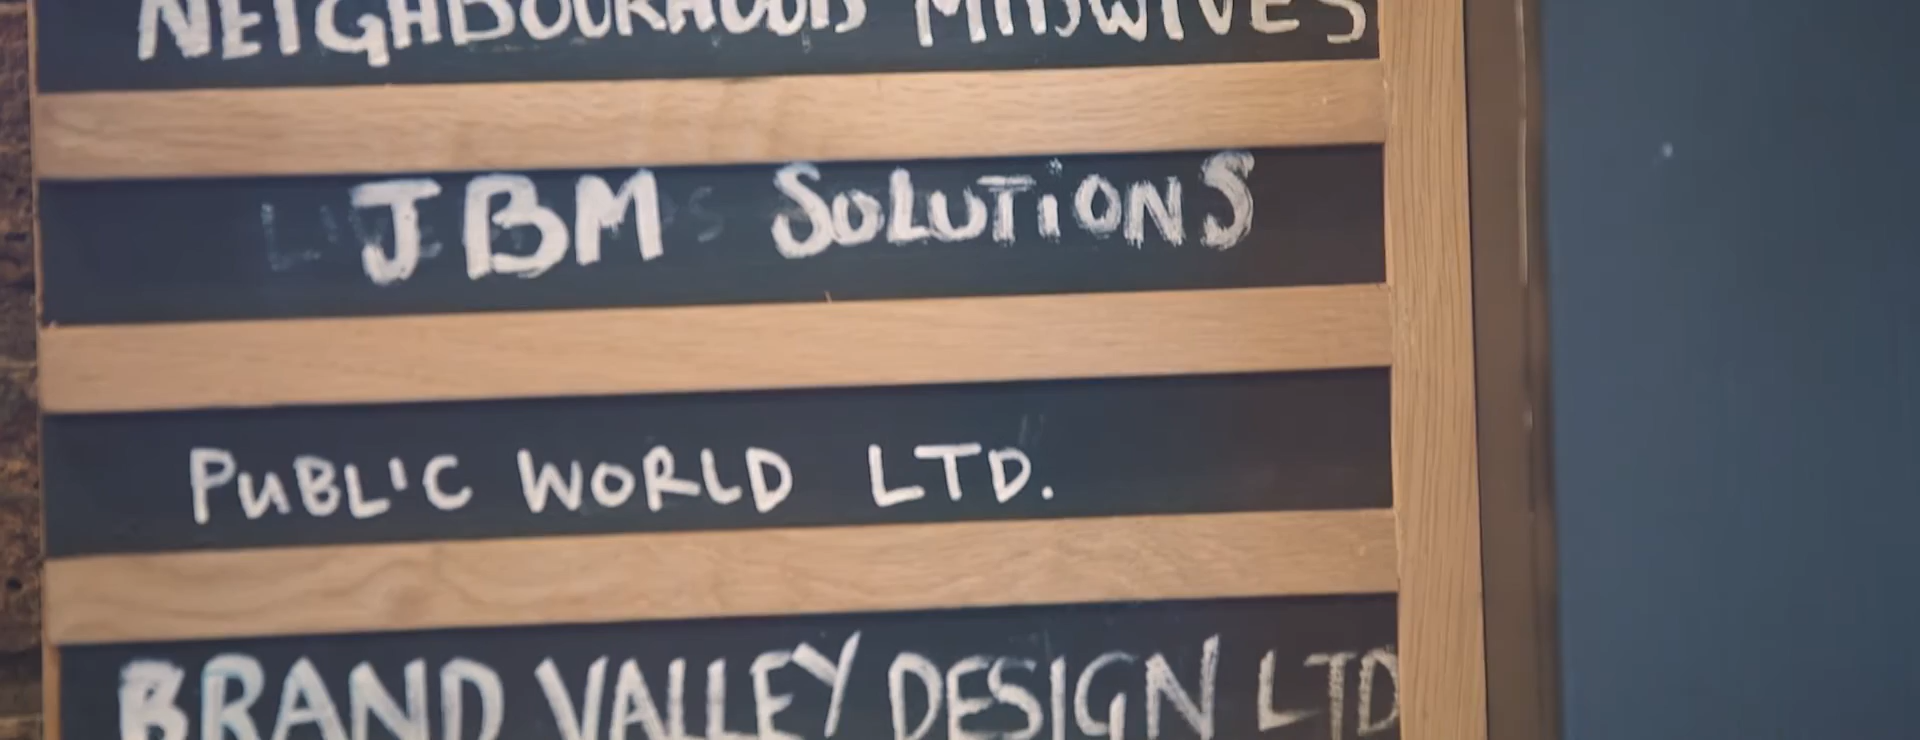 NEIGHBOURHOOD MIDWIVES
JBM SOLUTIONS
PUBLIC WORLD LTD.
BRAND VALLEY DESIGN LTD